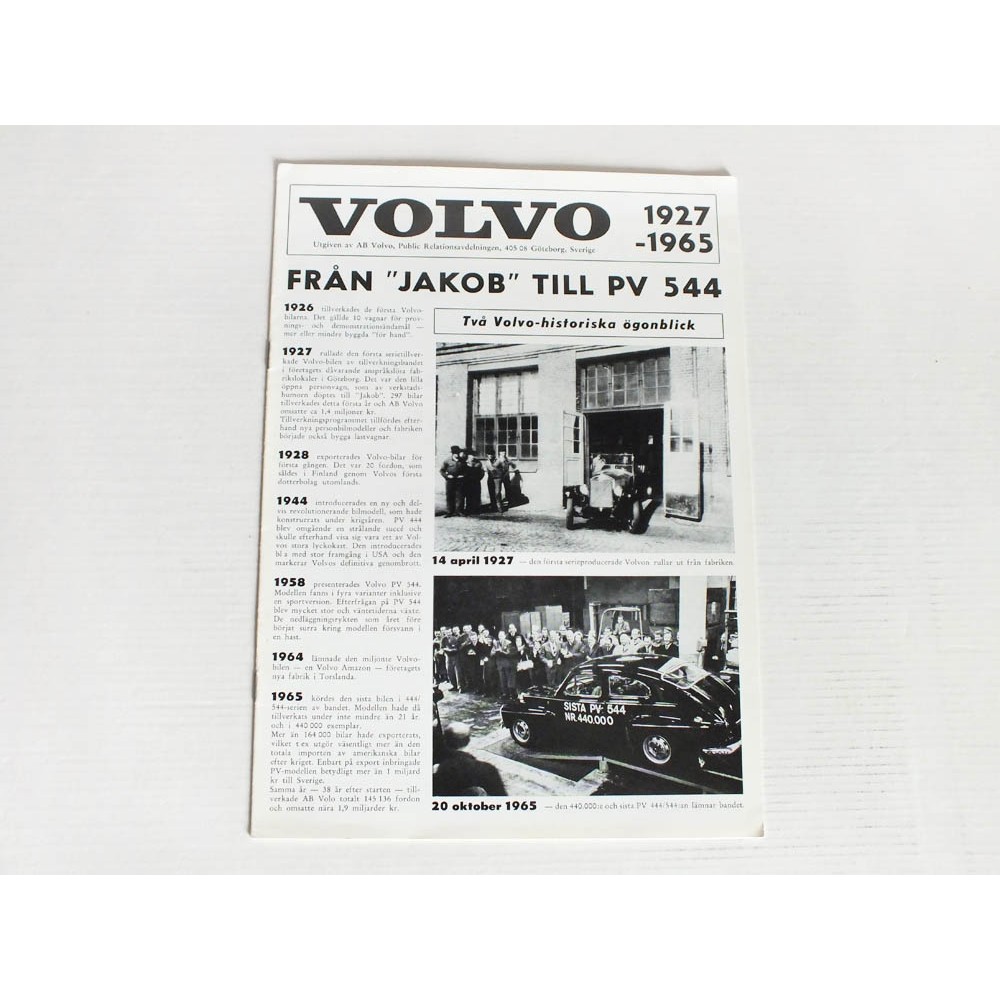 VOLVO
1927
-1965
Utgiven av AB Volvo, Public Relationsavdelningen, 405 08 Göteborg, Sverige
FRÅN "JAKOB" TILL PV 544
1926 tillverkades de första Volvo-
bilarna. Det gällde 10 vagnar för prov-
nings- och demonstrationsändamål —
mer eller mindre byggda "för hand".
1927 rullade den första serietillver-
kade Volvo-bilen av tillverkningsbandet
i företagets dåvarande anspråkslösa fab-
rikslokaler i Göteborg. Det var den lilla
öppna personvagn, som av verkstads-
humorn döptes till "Jakob". 297 bilar
tillverkades detta första år och AB Volvo
omsatte ca 1,4 miljoner kr.
Tillverkningsprogrammet tillfördes efter-
hand nya personbilmodeller och fabriken
började också bygga lastvagnar.
1928 exporterades Volvo-bilar för
första gången. Det var 20 fordon, som
såldes i Finland genom Volvos första
dotterbolag utomlands.
1944 introducerades en ny och del-
vis revolutionerande bilmodell, som hade
konstruerats under krigsåren. PV 444
blev omgående en strålande succé och
skulle efterhand visa sig vara ett av Vol-
vos stora lyckokast. Den introducerades
bl a med stor framgång i USA och den
markerar Volvos definitiva genombrott.
1958 presenterades Volvo PV 544.
Modellen fanns i fyra varianter inklusive
en sportversion. Efterfrågan på PV 544
blev mycket stor och väntetiderna växte.
De nedläggningsrykten som året förr
börjat surra kring modellen försvann i
en hast.
1964 lämnade den miljonte Volvo-
bilen — en Volvo Amazon — företagets
nya fabrik i Torslanda.
1965 kördes den sista bilen i 444/
544-serien av bandet. Modellen hade då
tillverkats under inte mindre än 21 år
och i 440 000 exemplar.
Mer än 164 000 bilar hade exporterats,
vilket t ex utgör väsentligt mer än den
totala importen av amerikanska bilar
efter kriget. Enbart på export inbringade
PV-modellen betydligt mer än 1 miljard
kr till Sverige.
Samma år — 38 år efter starten — till-
verkade AB Volo totalt 145 136 fordon
och omsatte nära 1,9 miljarder kr.
Två Volvo-historiska ögonblick
14 april 1927 — den första serieproducerade Volvon rullar ut från fabriken.
SISTA PV- 544
NR. 440.000
20 oktober 1965 — den 440.000:e och sista PV 444/544:an lämnar bandet.